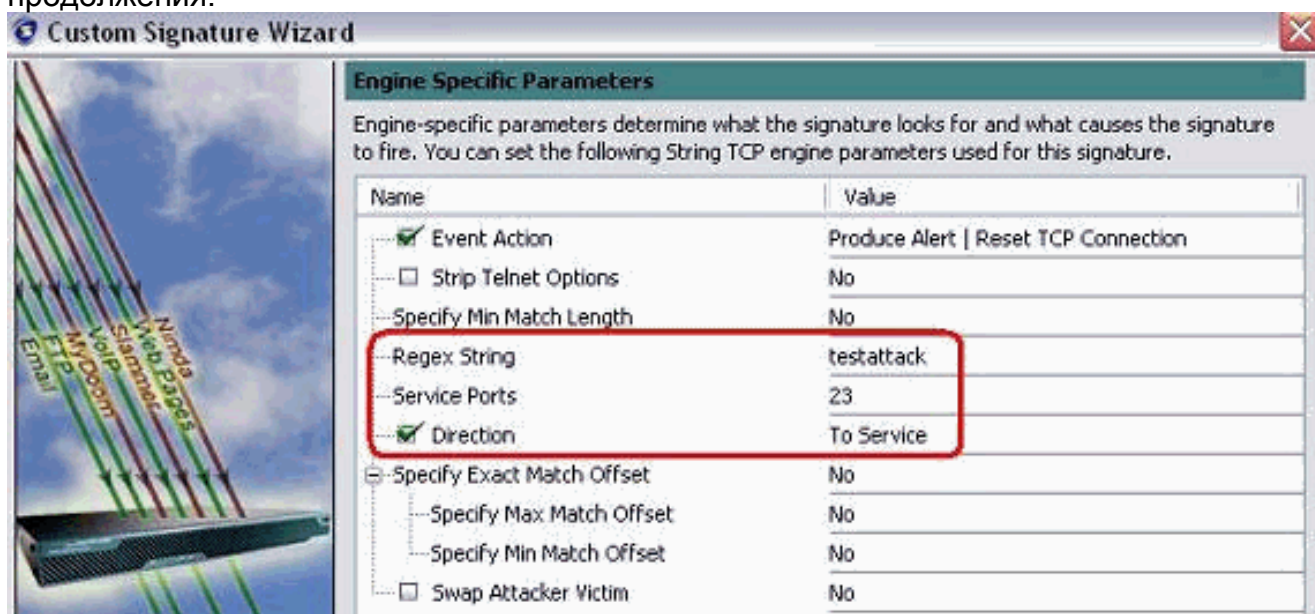 продолжения.
Custom Signature Wizard
Engine Specific Parameters
Engine-specific parameters determine what the signature looks for and what causes the signature
to fire. You can set the following String TCP engine parameters used for this signature.
Name Value
Event Action Produce Alert | Reset TCP Connection
Strip Telnet Options No
Specify Min Match Length No
Regex String testattack
Service Ports 23
Direction To Service
Specify Exact Match Offset No
Specify Max Match Offset No
Specify Min Match Offset No
Swap Attacker Victim No
Email
FTP
MyDoom
VoIP
Slammer
Web Pages
Nimda